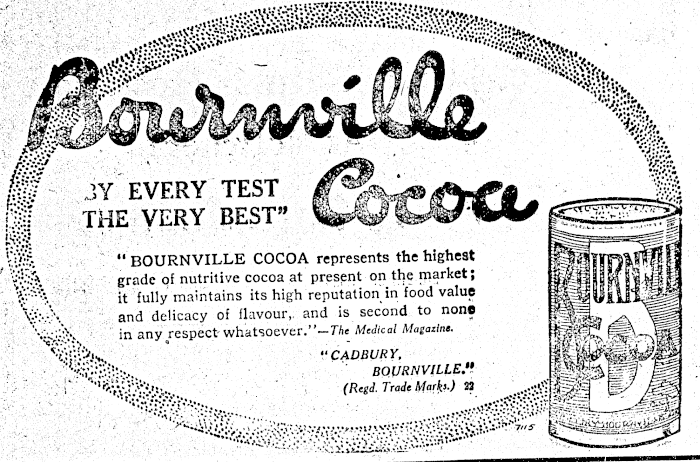 Bournville
Cocoa
BY EVERY TEST
THE VERY BEST”
“BOURNVILLE COCOA represents the highest
grade of nutritive cocoa at present on the market;
it fully maintains its high reputation in food value
and delicacy of flavour, and is second to none
in any respect whatsoever.”—The Medical Magazine.
“CADBURY,
BOURNVILLE.”
(Regd. Trade Marks.) 22
7115
BOURNVILLE
COCOA
B